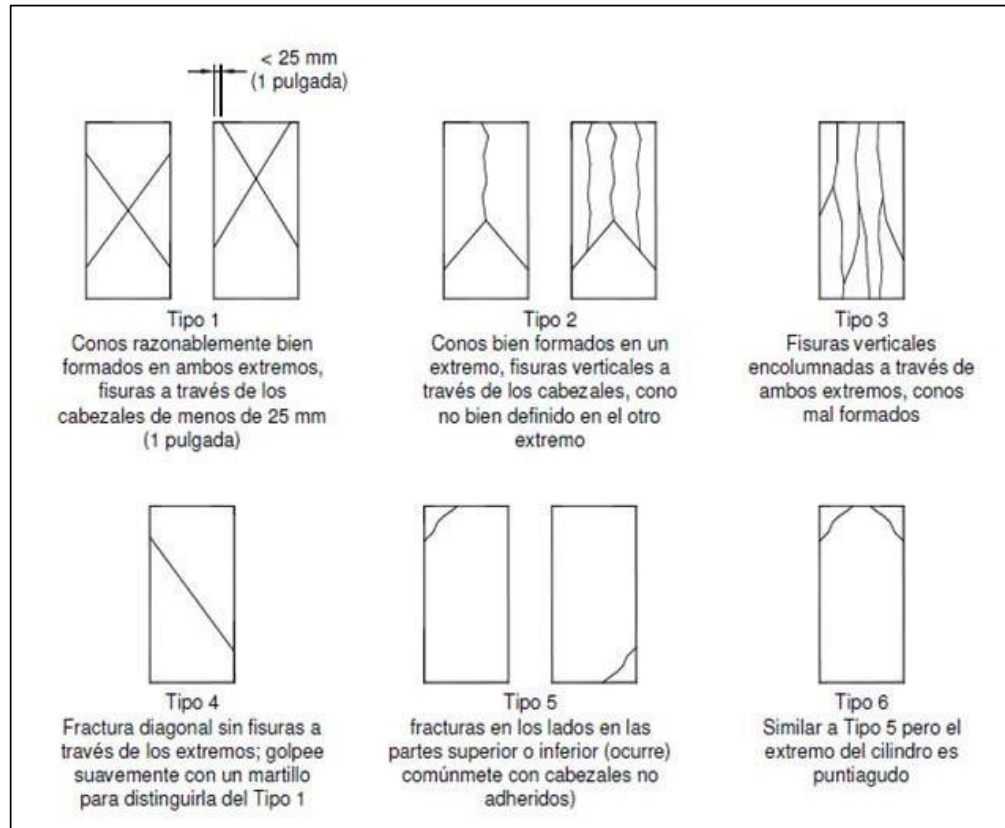 < 25 mm
(1 pulgada)
Tipo 1
Conos razonablemente bien
formados en ambos extremos,
fisuras a través de los
cabezales de menos de 25 mm
(1 pulgada)
Tipo 2
Conos bien formados en un
extremo, fisuras verticales a
través de los cabezales, cono
no bien definido en el otro
extremo
Tipo 3
Fisuras verticales
encolumnadas a través de
ambos extremos, conos
mal formados
Tipo 4
Fractura diagonal sin fisuras a
través de los extremos; golpee
suavemente con un martillo
para distinguirla del Tipo 1
Tipo 5
fracturas en los lados en las
partes superior o inferior (ocurre)
comúnmete con cabezales no
adheridos)
Tipo 6
Similar a Tipo 5 pero el
extremo del cilindro es
puntiagudo